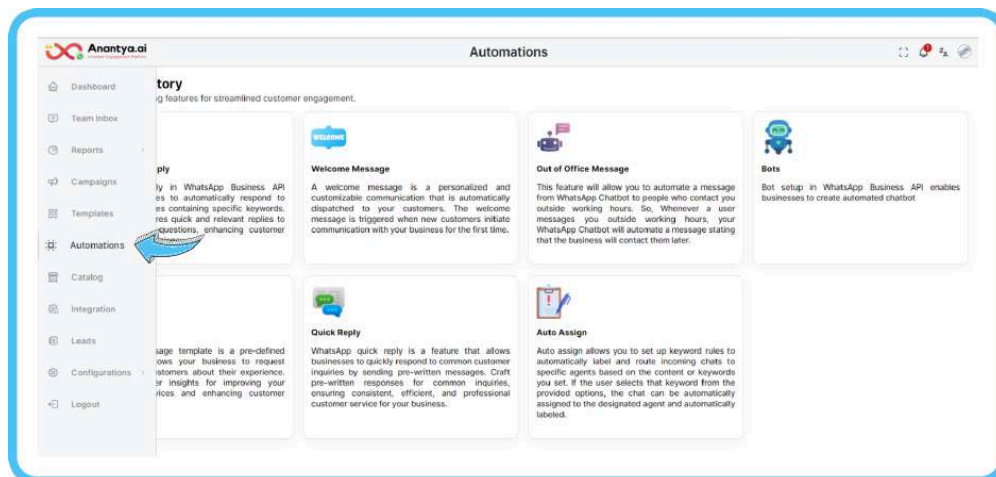 Anantya.ai
Automations
Dashboard
Team Inbox
Reports
Campaigns
Templates
Automations
Catalog
Integration
Leads
Configurations
Logout
tory
g features for streamlined customer engagement.
ply
ly in WhatsApp Business API
es to automatically respond to
es containing specific keywords.
res quick and relevant replies to
questions, enhancing customer
WELCOME
Welcome Message
A welcome message is a personalized and
customizable communication that is automatically
dispatched to your customers. The welcome
message is triggered when new customers initiate
communication with your business for the first time.
Out of Office Message
This feature will allow you to automate a message
from WhatsApp Chatbot to people who contact you
outside working hours. So, Whenever a user
messages you outside working hours, your
WhatsApp Chatbot will automate a message stating
that the business will contact them later.
Bots
Bot setup in WhatsApp Business API enables
businesses to create automated chatbot
sage template is a pre-defined
ows your business to request
stomers about their experience.
er insights for improving your
vices and enhancing customer
Quick Reply
WhatsApp quick reply is a feature that allows
businesses to quickly respond to common customer
inquiries by sending pre-written messages. Craft
pre-written responses for common inquiries,
ensuring consistent, efficient, and professional
customer service for your business.
Auto Assign
Auto assign allows you to set up keyword rules to
automatically label and route incoming chats to
specific agents based on the content or keywords
you set. If the user selects that keyword from the
provided options, the chat can be automatically
assigned to the designated agent and automatically
labeled.